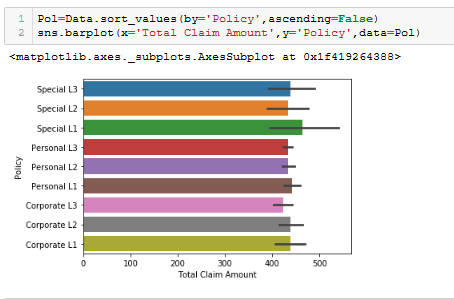 1 Pol=Data.sort_values(by='Policy',ascending=False)
2 sns.barplot(x='Total Claim Amount',y='Policy',data=Pol)
<matplotlib.axes._subplots.AxesSubplot at 0x1f419264388>
Special L3
Special L2
Special L1
Personal L3
Personal L2
Personal L1
Corporate L3
Corporate L2
Corporate L1
Policy
0 100 200 300 400 500
Total Claim Amount